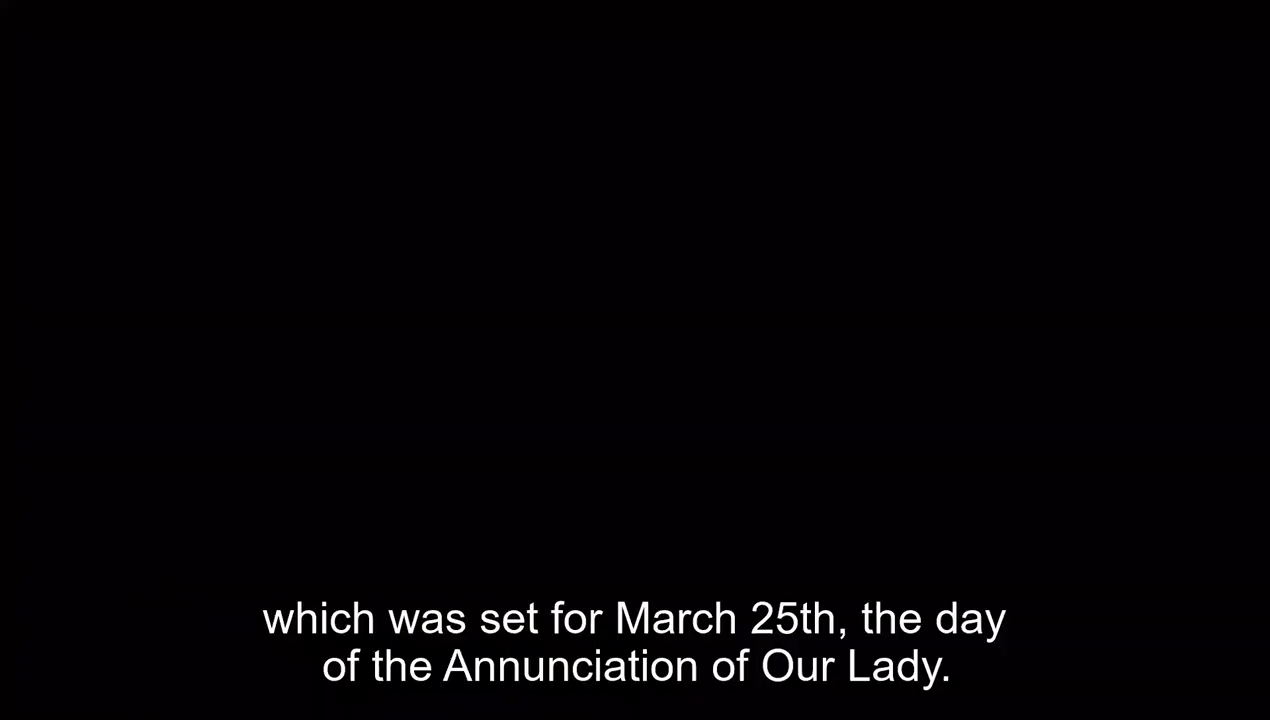 which was set for March 25th, the day
of the Annunciation of Our Lady.